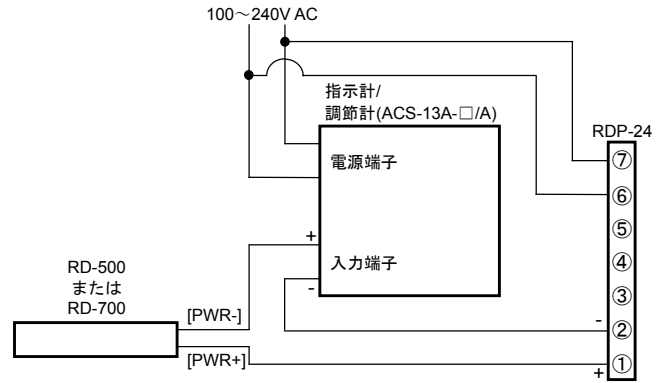 100～240V AC
指示計/
調節計(ACS-13A-□/A)
RDP-24
電源端子
⑦
⑥
⑤
+
入力端子
④
RD-500
または
RD-700
-
③
[PWR-]
-
②
[PWR+]
+
①